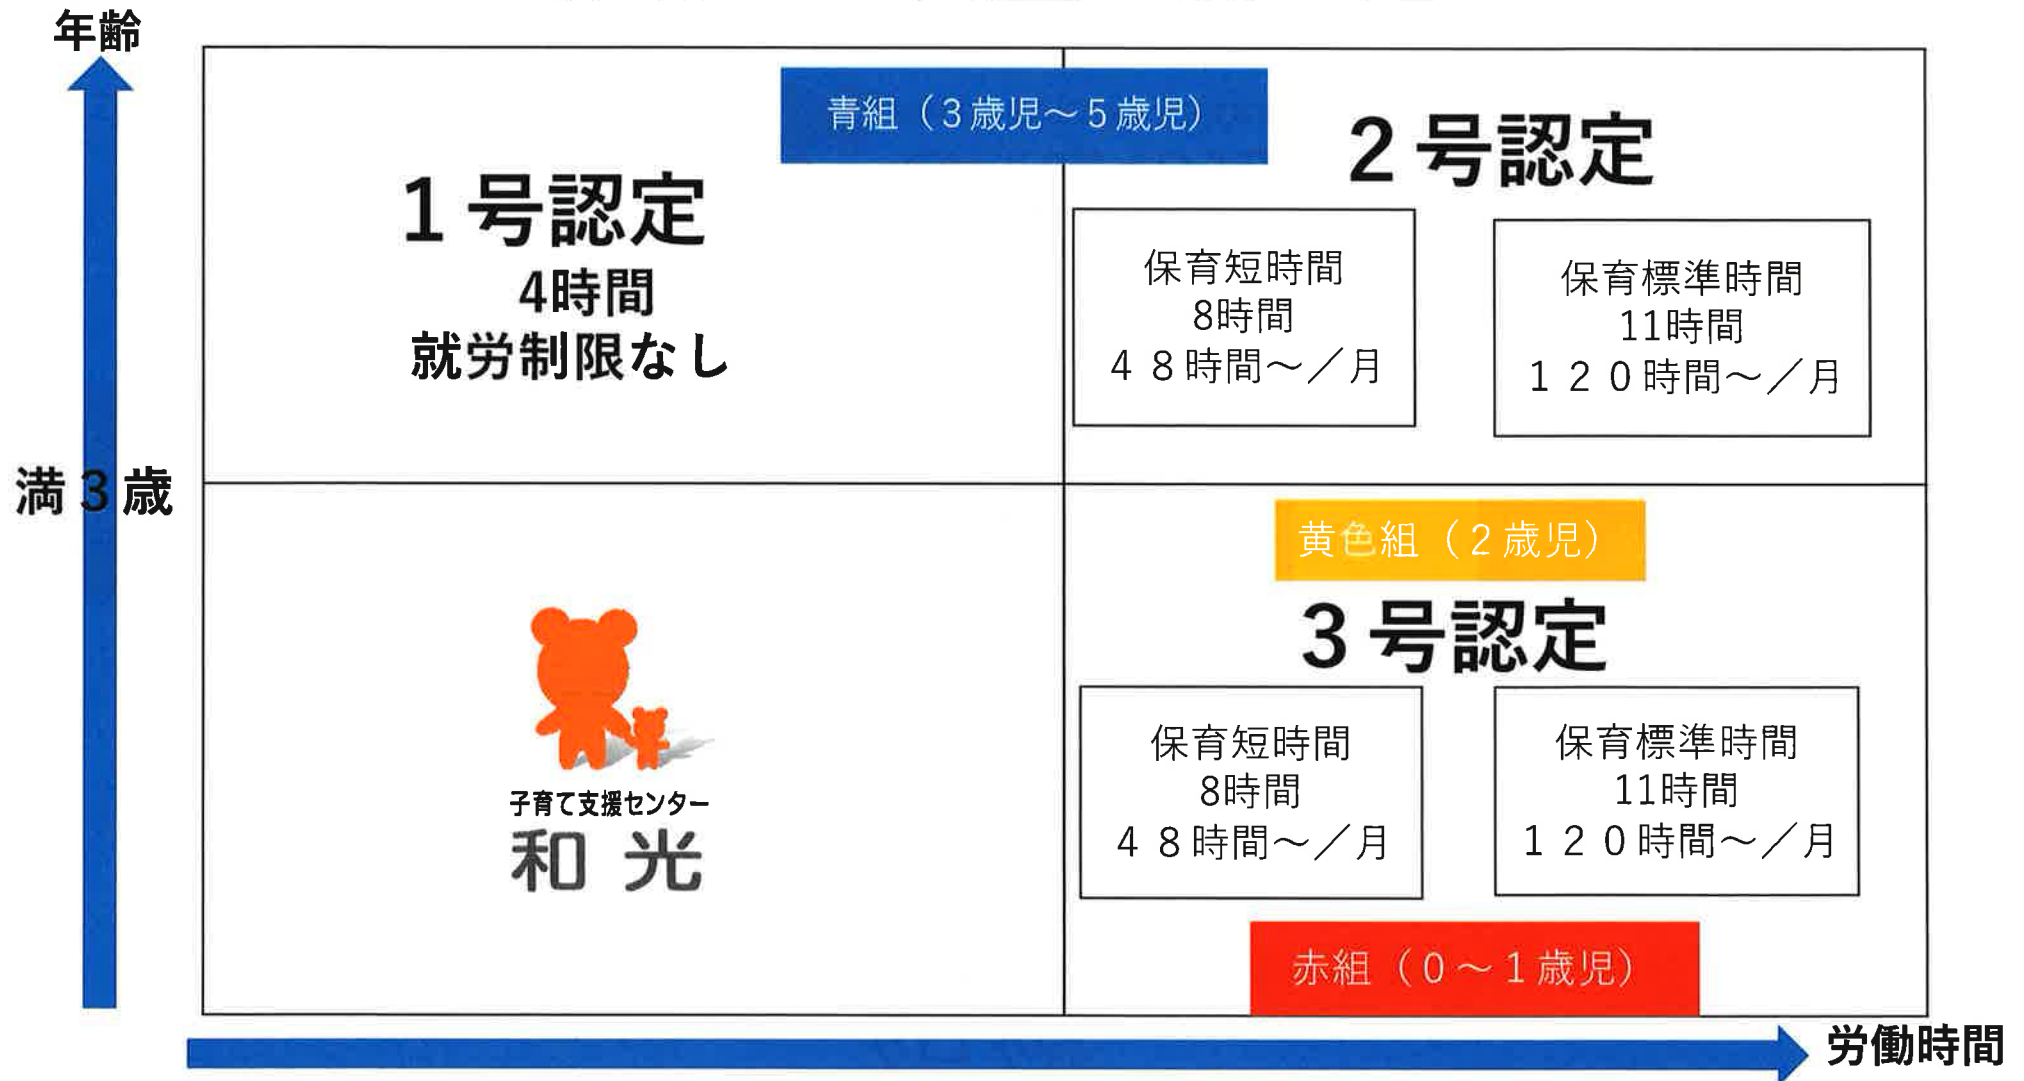 年齢
青組（3歳児～5歳児）
1号認定
4時間
就労制限なし
2号認定
保育短時間
8時間
４８時間～／月
保育標準時間
11時間
１２０時間～／月
満3歳
子育て支援センター
和光
黄色組（2歳児）
3号認定
保育短時間
8時間
４８時間～／月
保育標準時間
11時間
１２０時間～／月
赤組（0～1歳児）
労働時間